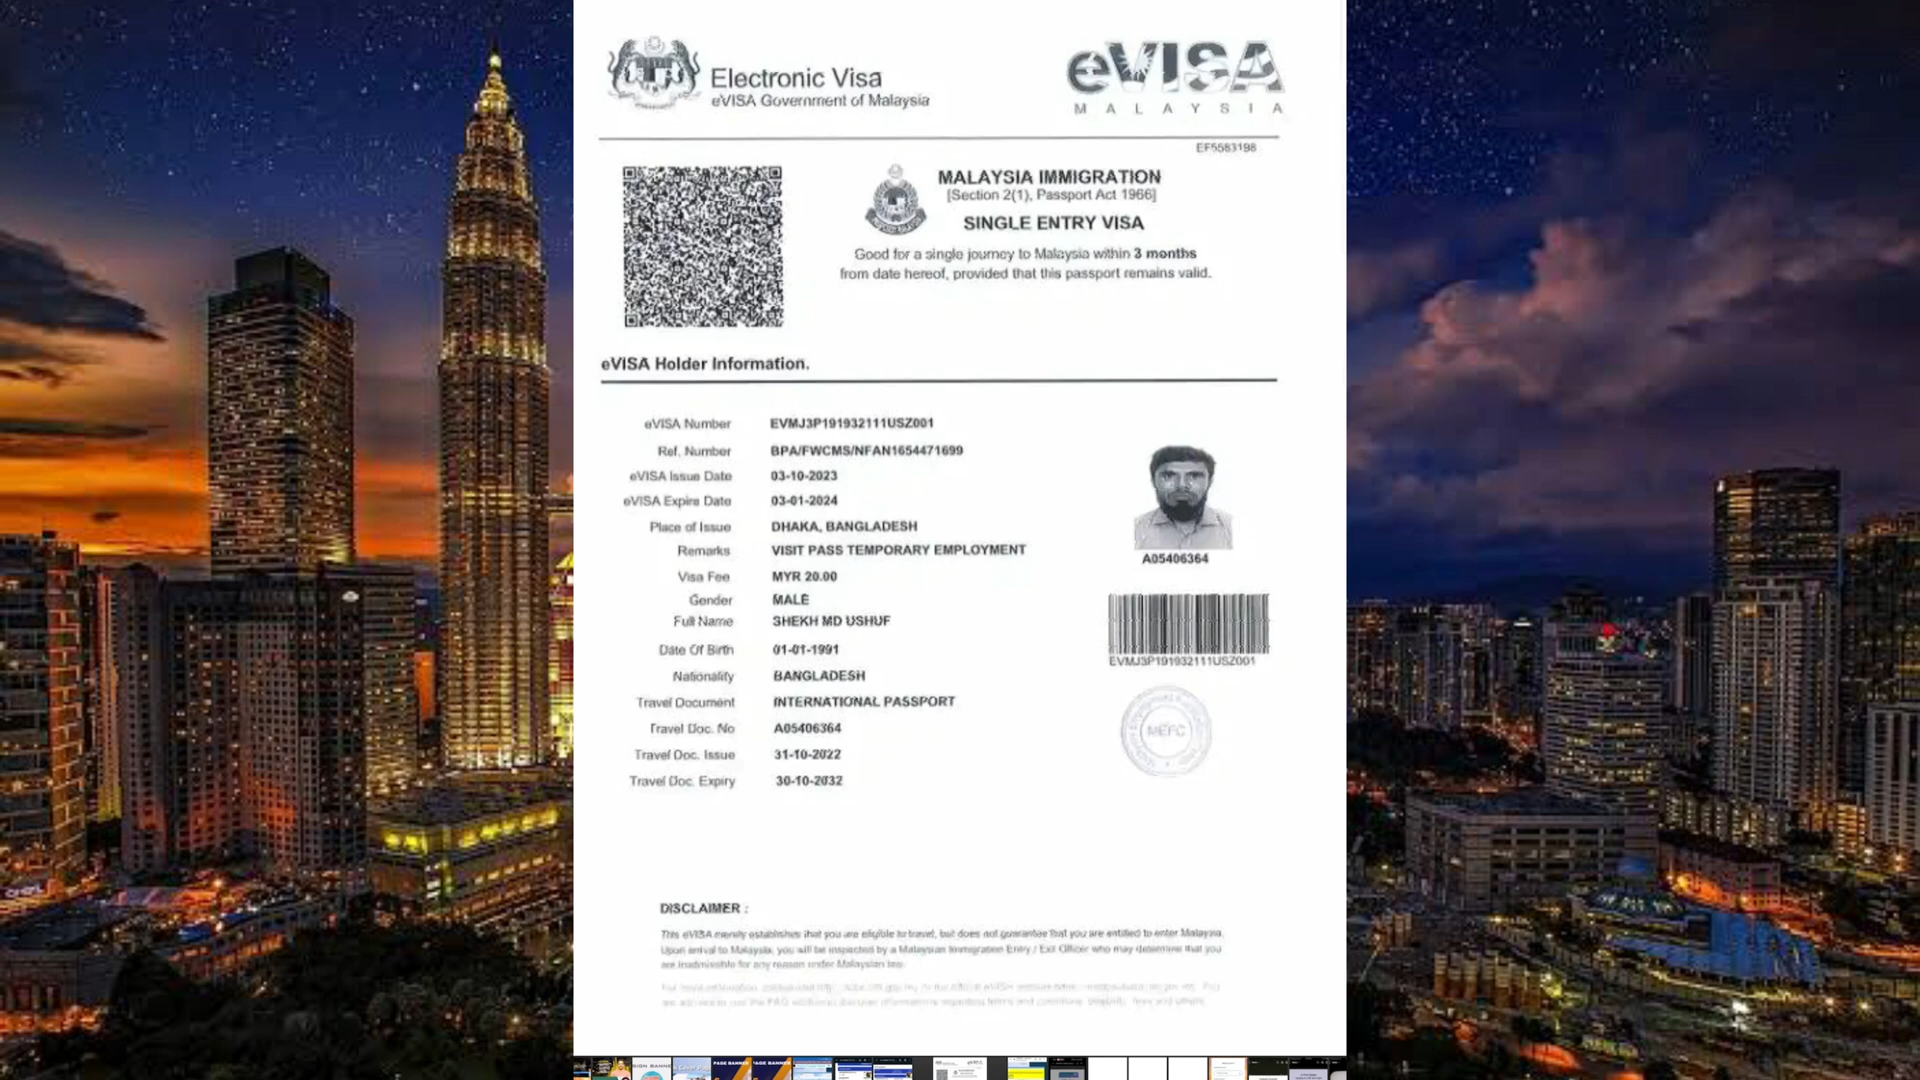 Electronic Visa
eVISA Government of Malaysia
eVISA
MALAYSIA
EF5583198
MALAYSIA IMMIGRATION
[Section 2(1), Passport Act 1966]
SINGLE ENTRY VISA
Good for a single journey to Malaysia within 3 months
from date hereof, provided that this passport remains valid.
eVISA Holder Information.
eVISA Number EVMJ3P191932111USZ001
Ref. Number BPA/FWCMS/NFAN1654471699
eVISA Issue Date 03-10-2023
eVISA Expire Date 03-01-2024
Place of Issue DHAKA, BANGLADESH
Remarks VISIT PASS TEMPORARY EMPLOYMENT
Visa Fee MYR 20.00
Gender MALE
Full Name SHEKH MD USHUF
Date Of Birth 01-01-1991
Nationality BANGLADESH
Travel Document INTERNATIONAL PASSPORT
Travel Doc. No A05406364
Travel Doc. Issue 31-10-2022
Travel Doc. Expiry 30-10-2032
A05406364
EVMJ3P191932111USZ001
MEFC
DISCLAIMER :
This eVISA merely establishes that you are eligible to travel, but does not guarantee that you are entitled to enter Malaysia.
Upon arrival to Malaysia, you will be inspected by a Malaysian Immigration Entry / Exit Officer who may determine that you
are inadmissible for any reason under Malaysian law.
PAGE BANNER
PAGE BANNER